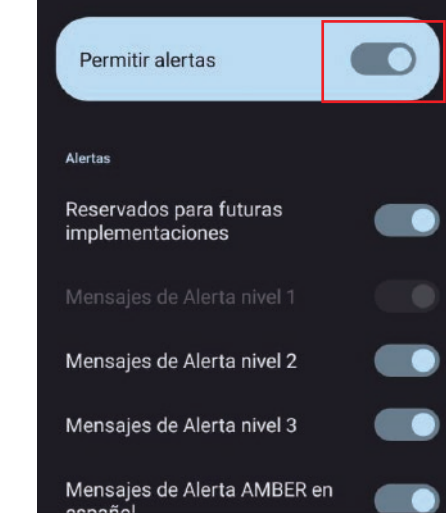 Permitir alertas
Alertas
Reservados para futuras
implementaciones
Mensajes de Alerta nivel 1
Mensajes de Alerta nivel 2
Mensajes de Alerta nivel 3
Mensajes de Alerta AMBER en
español